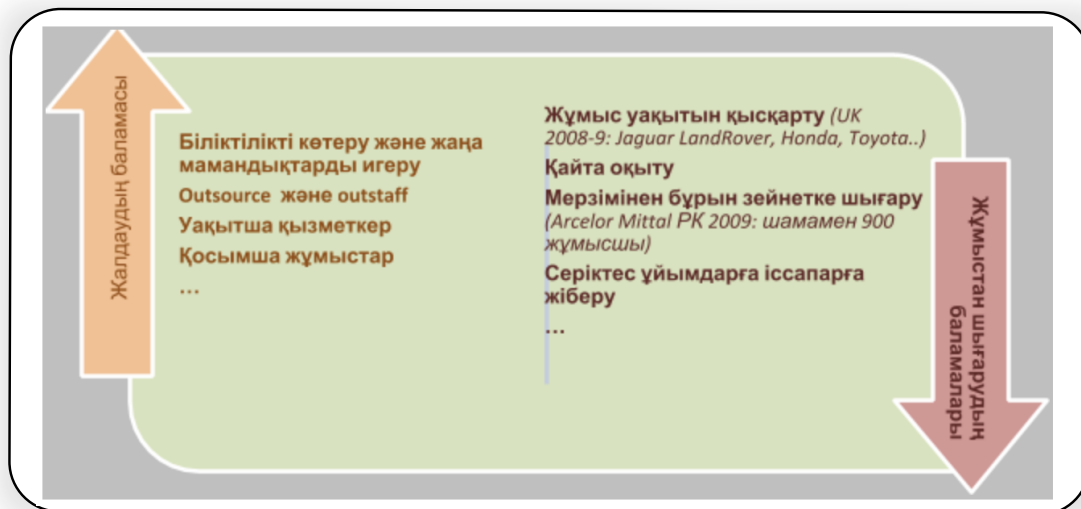 Жалдаудың баламасы
Біліктілікті көтеру және жаңа
мамандықтарды игеру
Outsource және outstaff
Уақытша қызметкер
Қосымша жұмыстар
...
Жұмыс уақытын қысқарту (UK
2008-9: Jaguar LandRover, Honda, Toyota..)
Қайта оқыту
Мерзімінен бұрын зейнетке шығару
(Arcelor Mittal РК 2009: шамамен 900
жұмысшы)
Серіктес ұйымдарға іссапарға
жіберу
...
Жұмыстан шығарудың
баламалары